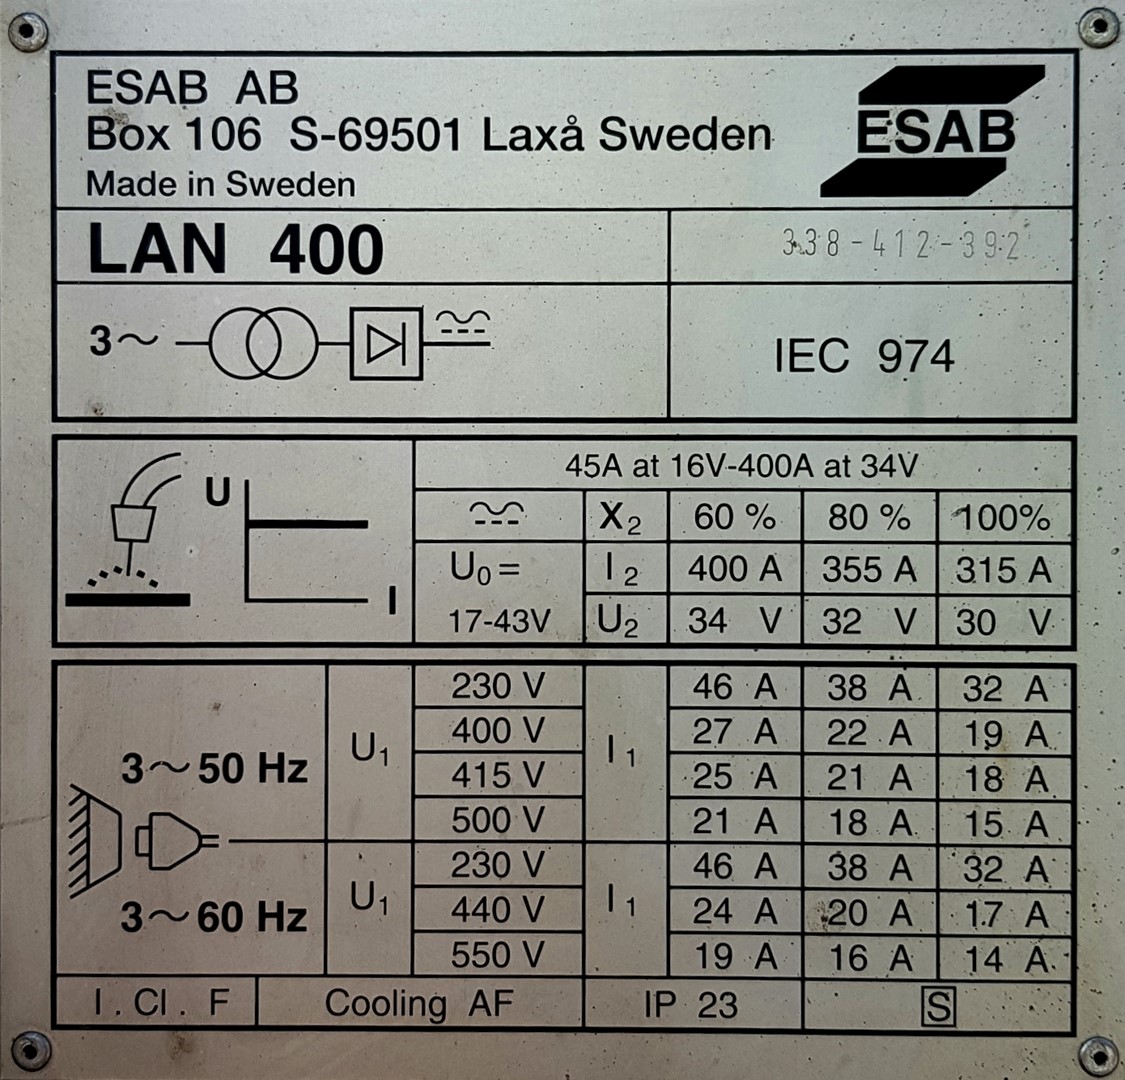 ESAB AB
Box 106 S-69501 Laxå Sweden
Made in Sweden
ESAB
LAN 400
338-412-392
3~
IEC 974
U
I
45A at 16V-400A at 34V
X2 60 % 80 % 100%
U0= I2 400 A 355 A 315 A
17-43V U2 34 V 32 V 30 V
3~50 Hz
U1
I1
230 V 46 A 38 A 32 A
400 V 27 A 22 A 19 A
415 V 25 A 21 A 18 A
500 V 21 A 18 A 15 A
3~60 Hz
U1
I1
230 V 46 A 38 A 32 A
440 V 24 A 20 A 17 A
550 V 19 A 16 A 14 A
I . Cl . F Cooling AF IP 23 S